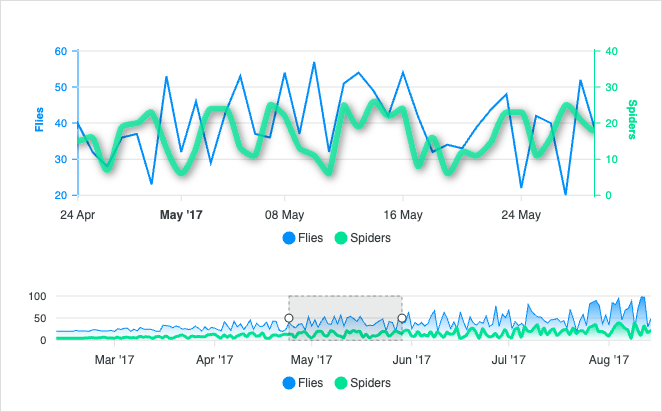 60
50
40
30
20
Flies
40
30
20
10
0
Spiders
24 Apr May '17 08 May 16 May 24 May
Flies Spiders
100
50
0
Mar '17 Apr '17 May '17 Jun '17 Jul '17 Aug '17
Flies Spiders